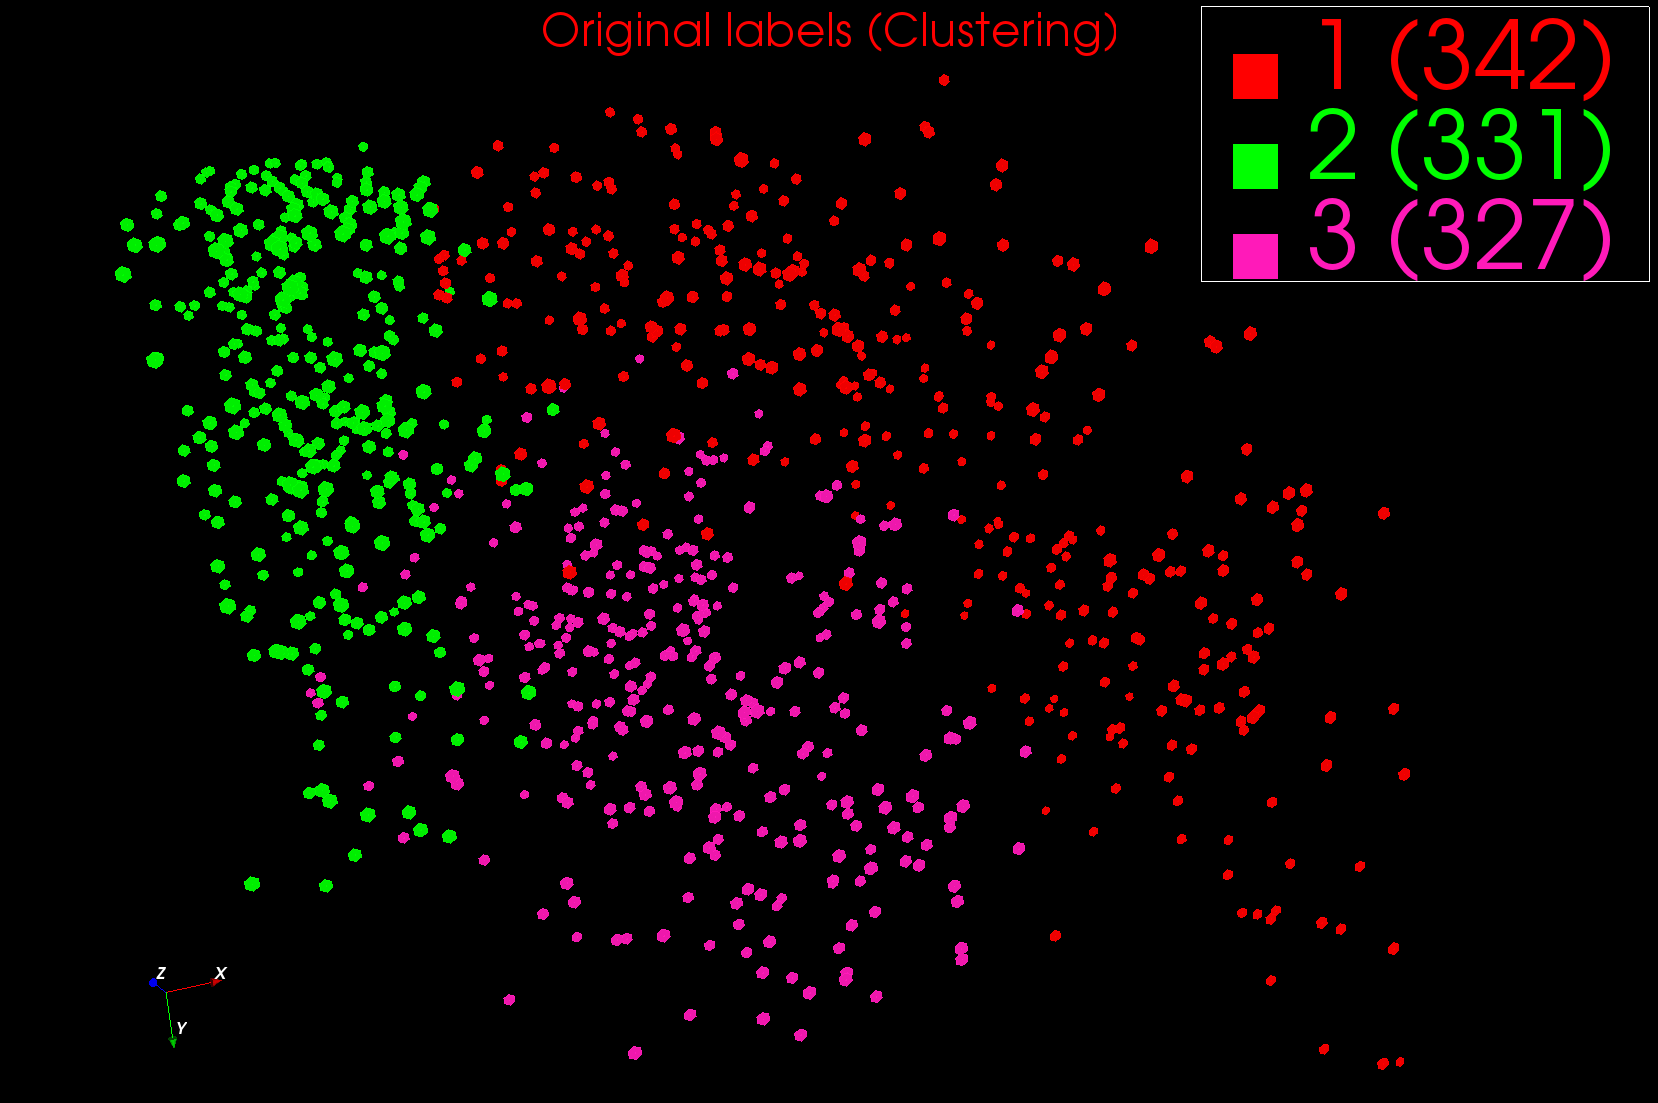 Original labels (Clustering)
1 (342)
2 (331)
3 (327)
Z
X
Y